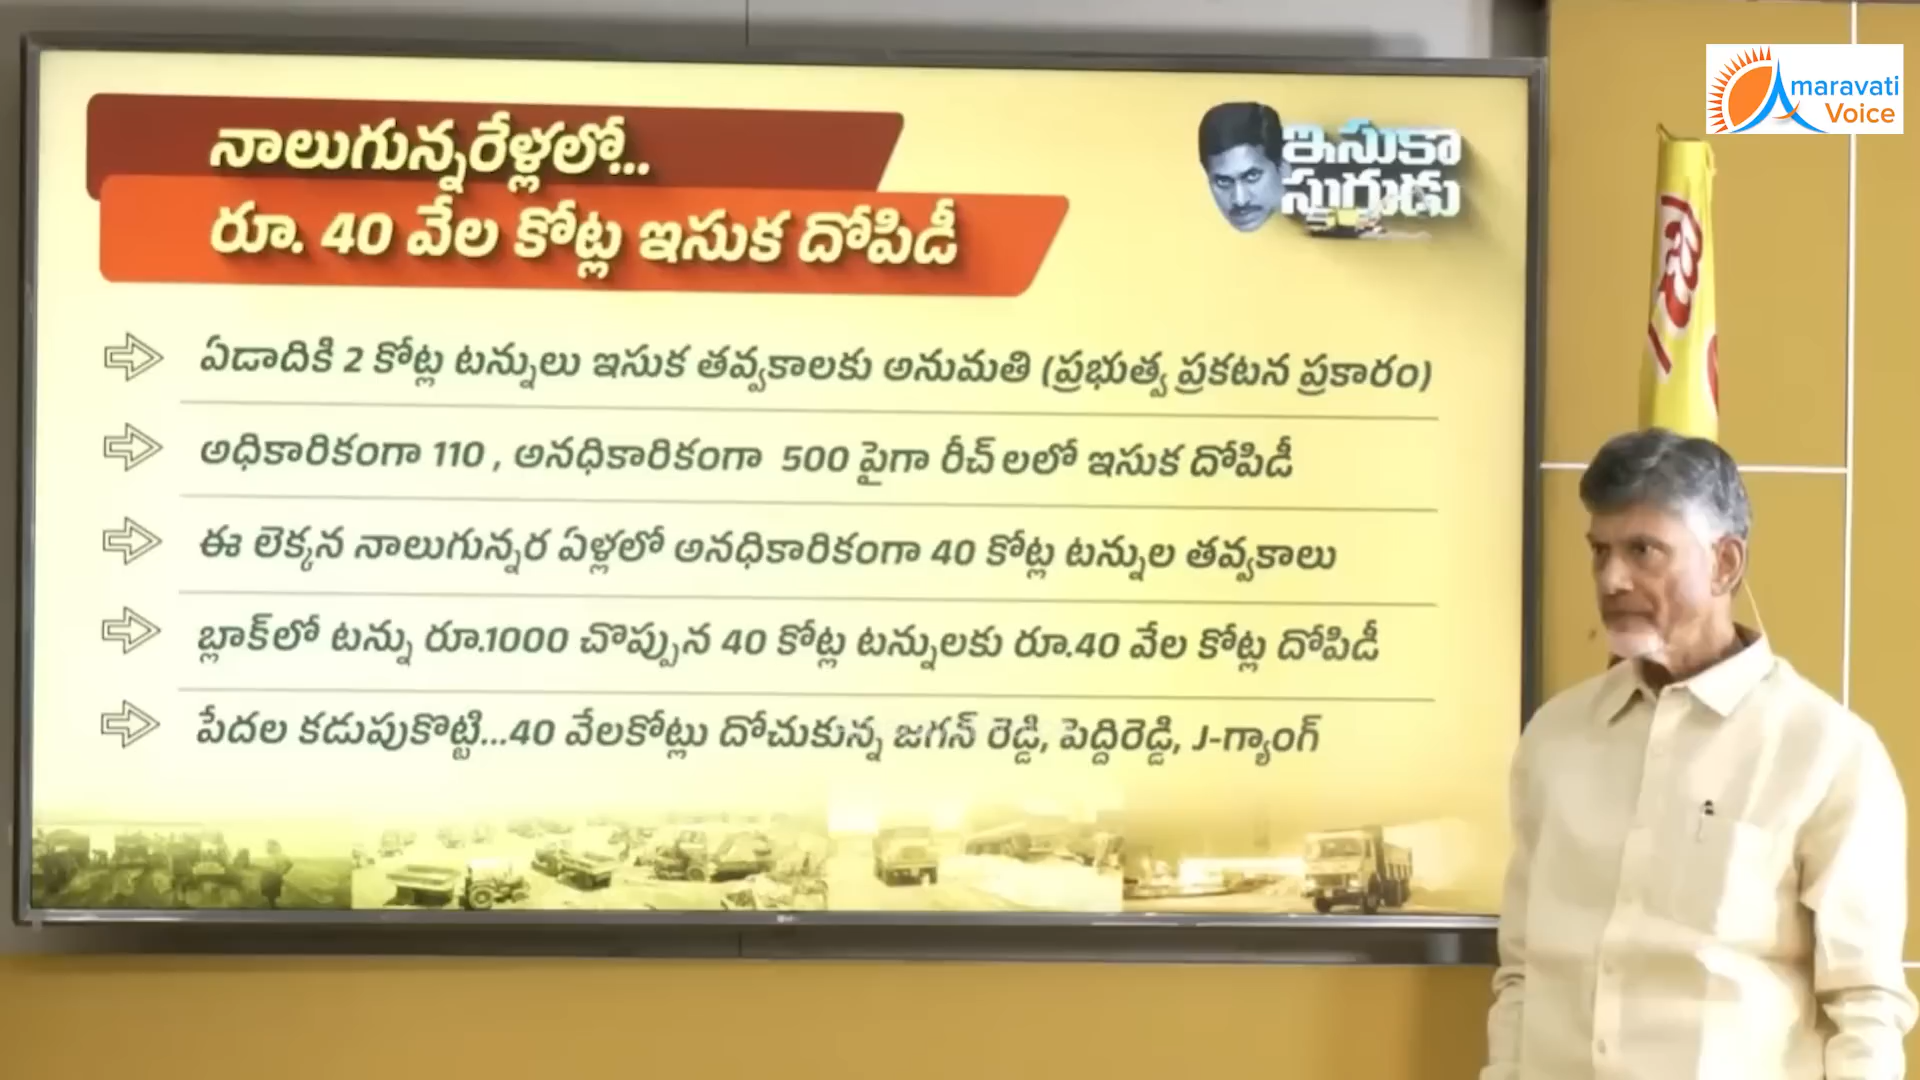 నాలుగున్నరేళ్లలో..
రూ. 40 వేల కోట్ల ఇసుక దోపిడీ
ఇసుకా
సురుడు
ఏడాదికి 2 కోట్ల టన్నులు ఇసుక తవ్వకాలకు అనుమతి (ప్రభుత్వ ప్రకటన ప్రకారం)
అధికారికంగా 110 , అనధికారికంగా 500 పైగా రీచ్ లలో ఇసుక దోపిడీ
ఈ లెక్కన నాలుగున్నర ఏళ్లలో అనధికారికంగా 40 కోట్ల టన్నుల తవ్వకాలు
బ్లాక్‌లో టన్ను రూ.1000 చొప్పున 40 కోట్ల టన్నులకు రూ.40 వేల కోట్ల దోపిడీ
పేదల కడుపుకొట్టి...40 వేలకోట్లు దోచుకున్న జగన్ రెడ్డి, పెద్దిరెడ్డి, J-గ్యాంగ్
Amaravati
Voice